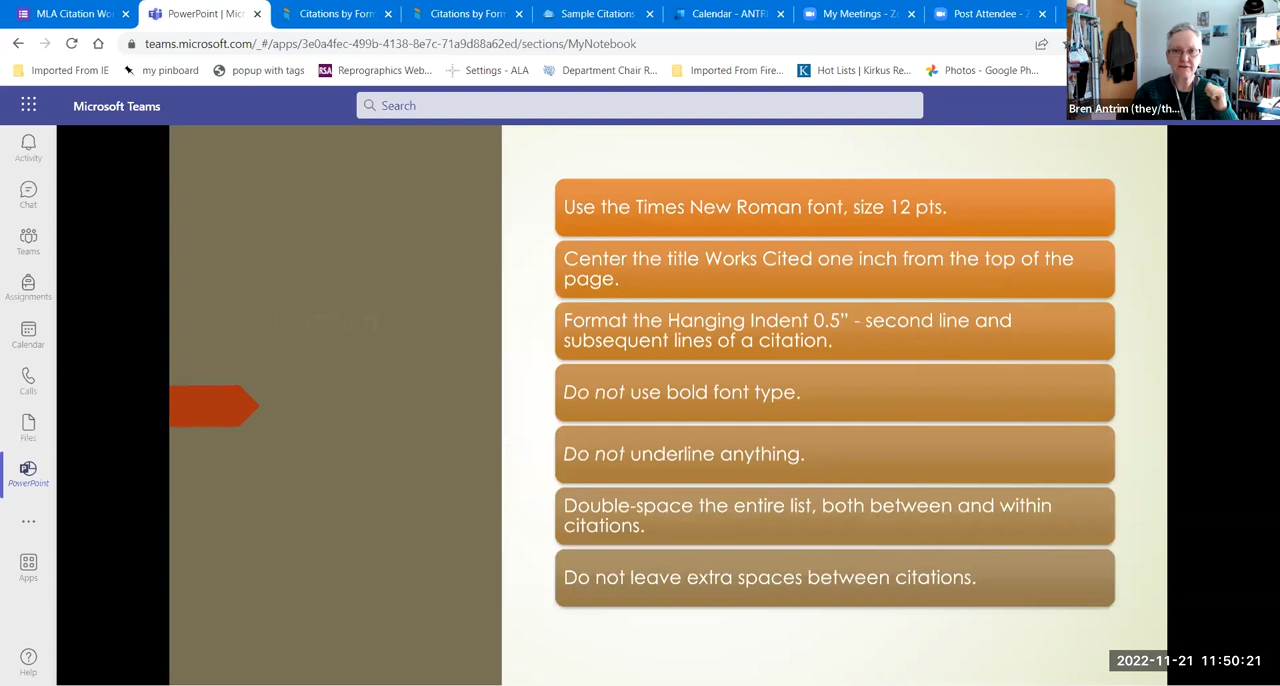 MLA Citation Wo
PowerPoint | Micr
Citations by Form
Citations by Form
Sample Citations
Calendar - ANTRI
My Meetings - Zo
Post Attendee - Z
teams.microsoft.com/_#/apps/3e0a4fec-499b-4138-8e7c-71a9d88a62ed/sections/MyNotebook
Imported From IE
my pinboard
popup with tags
RSA
Reprographics Web...
Settings - ALA
Department Chair R...
Imported From Fire...
K
Hot Lists | Kirkus Re...
Photos - Google Ph...
Bren Antrim (they/th...
Microsoft Teams
Search
Activity
Chat
Teams
Assignments
Calendar
Calls
Files
PowerPoint
Apps
Help
Use the Times New Roman font, size 12 pts.
Center the title Works Cited one inch from the top of the
page.
Format the Hanging Indent 0.5” - second line and
subsequent lines of a citation.
Do not use bold font type.
Do not underline anything.
Double-space the entire list, both between and within
citations.
Do not leave extra spaces between citations.
2022-11-21 11:50:21